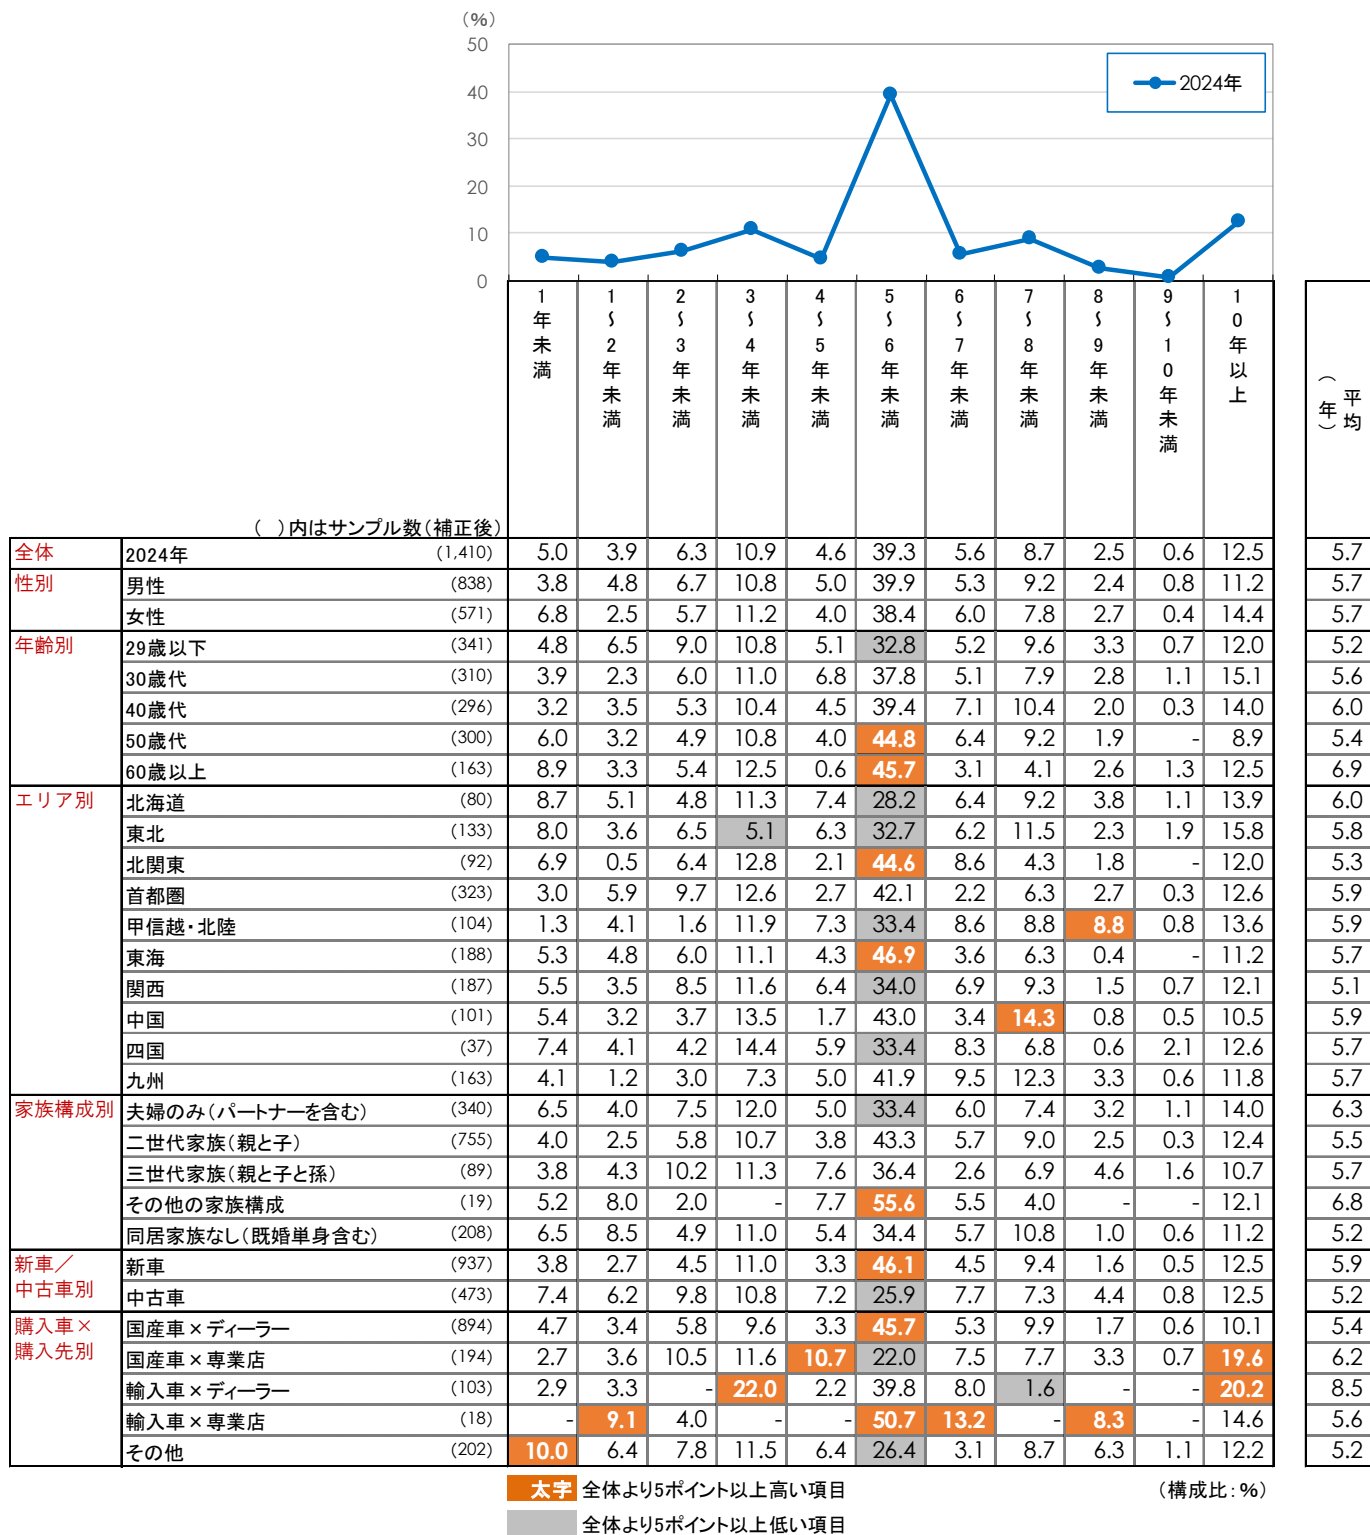 (%)
50
40
30
20
10
0
2024年
1年未満
1～2年未満
2～3年未満
3～4年未満
4～5年未満
5～6年未満
6～7年未満
7～8年未満
8～9年未満
9～10年未満
10年以上
平均(年)
( )内はサンプル数(補正後)
全体 2024年 (1,410) 5.0 3.9 6.3 10.9 4.6 39.3 5.6 8.7 2.5 0.6 12.5 5.7
性別 男性 (838) 3.8 4.8 6.7 10.8 5.0 39.9 5.3 9.2 2.4 0.8 11.2 5.7
女性 (571) 6.8 2.5 5.7 11.2 4.0 38.4 6.0 7.8 2.7 0.4 14.4 5.7
年齢別 29歳以下 (341) 4.8 6.5 9.0 10.8 5.1 32.8 5.2 9.6 3.3 0.7 12.0 5.2
30歳代 (310) 3.9 2.3 6.0 11.0 6.8 37.8 5.1 7.9 2.8 1.1 15.1 5.6
40歳代 (296) 3.2 3.5 5.3 10.4 4.5 39.4 7.1 10.4 2.0 0.3 14.0 6.0
50歳代 (300) 6.0 3.2 4.9 10.8 4.0 44.8 6.4 9.2 1.9 - 8.9 5.4
60歳以上 (163) 8.9 3.3 5.4 12.5 0.6 45.7 3.1 4.1 2.6 1.3 12.5 6.9
エリア別 北海道 (80) 8.7 5.1 4.8 11.3 7.4 28.2 6.4 9.2 3.8 1.1 13.9 6.0
東北 (133) 8.0 3.6 6.5 5.1 6.3 32.7 6.2 11.5 2.3 1.9 15.8 5.8
北関東 (92) 6.9 0.5 6.4 12.8 2.1 44.6 8.6 4.3 1.8 - 12.0 5.3
首都圏 (323) 3.0 5.9 9.7 12.6 2.7 42.1 2.2 6.3 2.7 0.3 12.6 5.9
甲信越・北陸 (104) 1.3 4.1 1.6 11.9 7.3 33.4 8.6 8.8 8.8 0.8 13.6 5.9
東海 (188) 5.3 4.8 6.0 11.1 4.3 46.9 3.6 6.3 0.4 - 11.2 5.7
関西 (187) 5.5 3.5 8.5 11.6 6.4 34.0 6.9 9.3 1.5 0.7 12.1 5.1
中国 (101) 5.4 3.2 3.7 13.5 1.7 43.0 3.4 14.3 0.8 0.5 10.5 5.9
四国 (37) 7.4 4.1 4.2 14.4 5.9 33.4 8.3 6.8 0.6 2.1 12.6 5.7
九州 (163) 4.1 1.2 3.0 7.3 5.0 41.9 9.5 12.3 3.3 0.6 11.8 5.7
家族構成別 夫婦のみ(パートナーを含む) (340) 6.5 4.0 7.5 12.0 5.0 33.4 6.0 7.4 3.2 1.1 14.0 6.3
二世代家族(親と子) (755) 4.0 2.5 5.8 10.7 3.8 43.3 5.7 9.0 2.5 0.3 12.4 5.5
三世代家族(親と子と孫) (89) 3.8 4.3 10.2 11.3 7.6 36.4 2.6 6.9 4.6 1.6 10.7 5.7
その他の家族構成 (19) 5.2 8.0 2.0 - 7.7 55.6 5.5 4.0 - - 12.1 6.8
同居家族なし(既婚単身含む) (208) 6.5 8.5 4.9 11.0 5.4 34.4 5.7 10.8 1.0 0.6 11.2 5.2
新車／ 新車 (937) 3.8 2.7 4.5 11.0 3.3 46.1 4.5 9.4 1.6 0.5 12.5 5.9
中古車別 中古車 (473) 7.4 6.2 9.8 10.8 7.2 25.9 7.7 7.3 4.4 0.8 12.5 5.2
購入車× 国産車×ディーラー (894) 4.7 3.4 5.8 9.6 3.3 45.7 5.3 9.9 1.7 0.6 10.1 5.4
購入先別 国産車×専業店 (194) 2.7 3.6 10.5 11.6 10.7 22.0 7.5 7.7 3.3 0.7 19.6 6.2
輸入車×ディーラー (103) 2.9 3.3 - 22.0 2.2 39.8 8.0 1.6 - - 20.2 8.5
輸入車×専業店 (18) - 9.1 4.0 - - 50.7 13.2 - 8.3 - 14.6 5.6
その他 (202) 10.0 6.4 7.8 11.5 6.4 26.4 3.1 8.7 6.3 1.1 12.2 5.2
太字 全体より5ポイント以上高い項目 (構成比:%)
全体より5ポイント以上低い項目